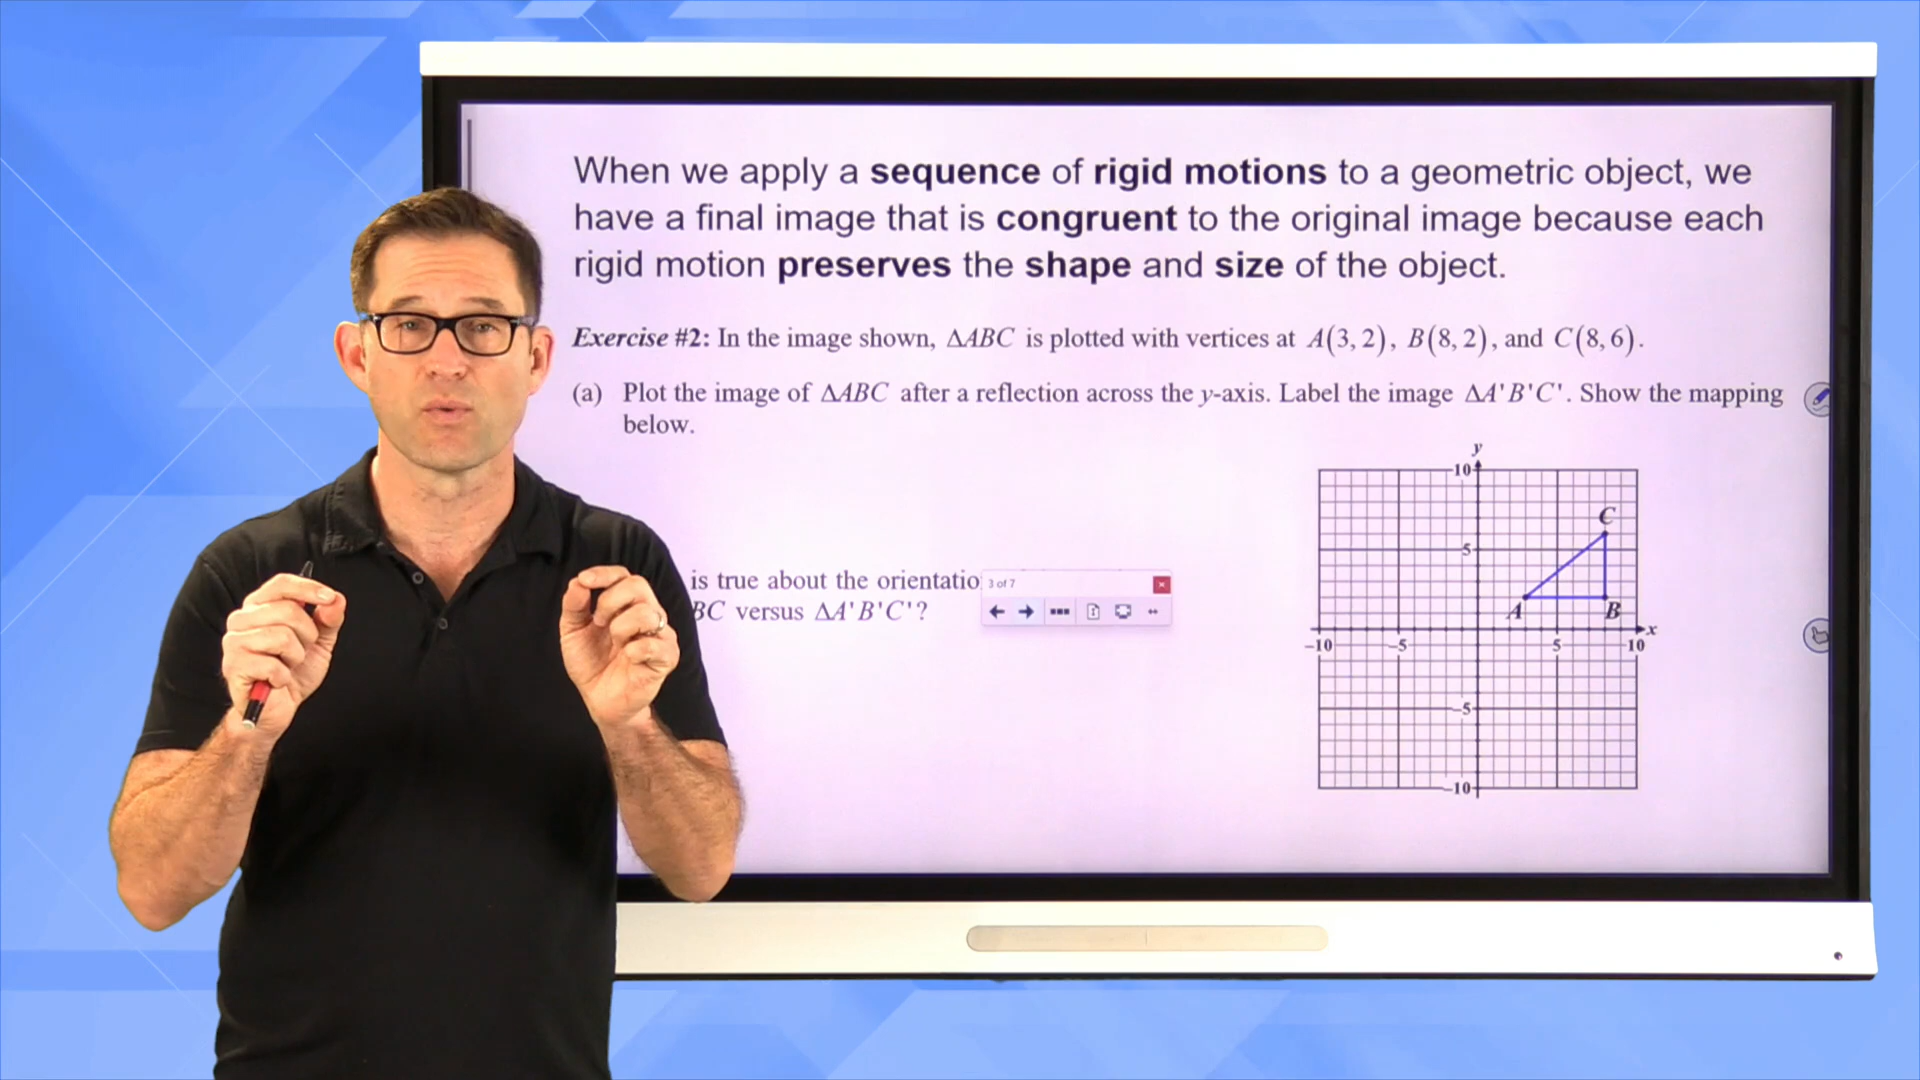 When we apply a sequence of rigid motions to a geometric object, we
have a final image that is congruent to the original image because each
rigid motion preserves the shape and size of the object.
Exercise #2: In the image shown, ΔABC is plotted with vertices at A(3,2), B(8,2), and C(8,6).
(a) Plot the image of ΔABC after a reflection across the y-axis. Label the image ΔA'B'C'. Show the mapping
below.
y
10
C
5
is true about the orientatio
3 of 7
BC versus ΔA'B'C'?
A B
x
-10 -5 5 10
-5
-10